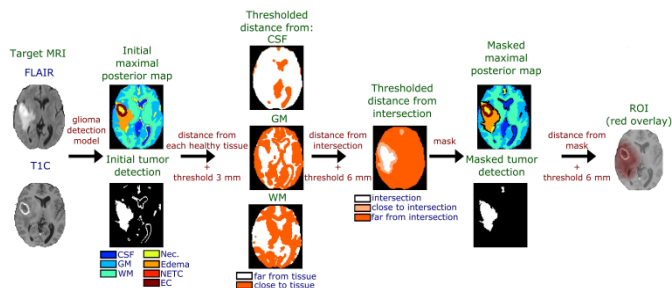 Target MRI
FLAIR
T1C
glioma
detection
model
Initial
maximal
posterior map
Initial tumor
detection
CSF
GM
WM
Nec.
Edema
NETC
EC
distance from
each healthy tissue
+
threshold 3 mm
Thresholded
distance from:
CSF
GM
WM
far from tissue
close to tissue
distance from
intersection
+
threshold 6 mm
Thresholded
distance from
intersection
intersection
close to intersection
far from intersection
mask
Masked
maximal
posterior map
Masked tumor
detection
distance from
mask
+
threshold 6 mm
ROI
(red overlay)